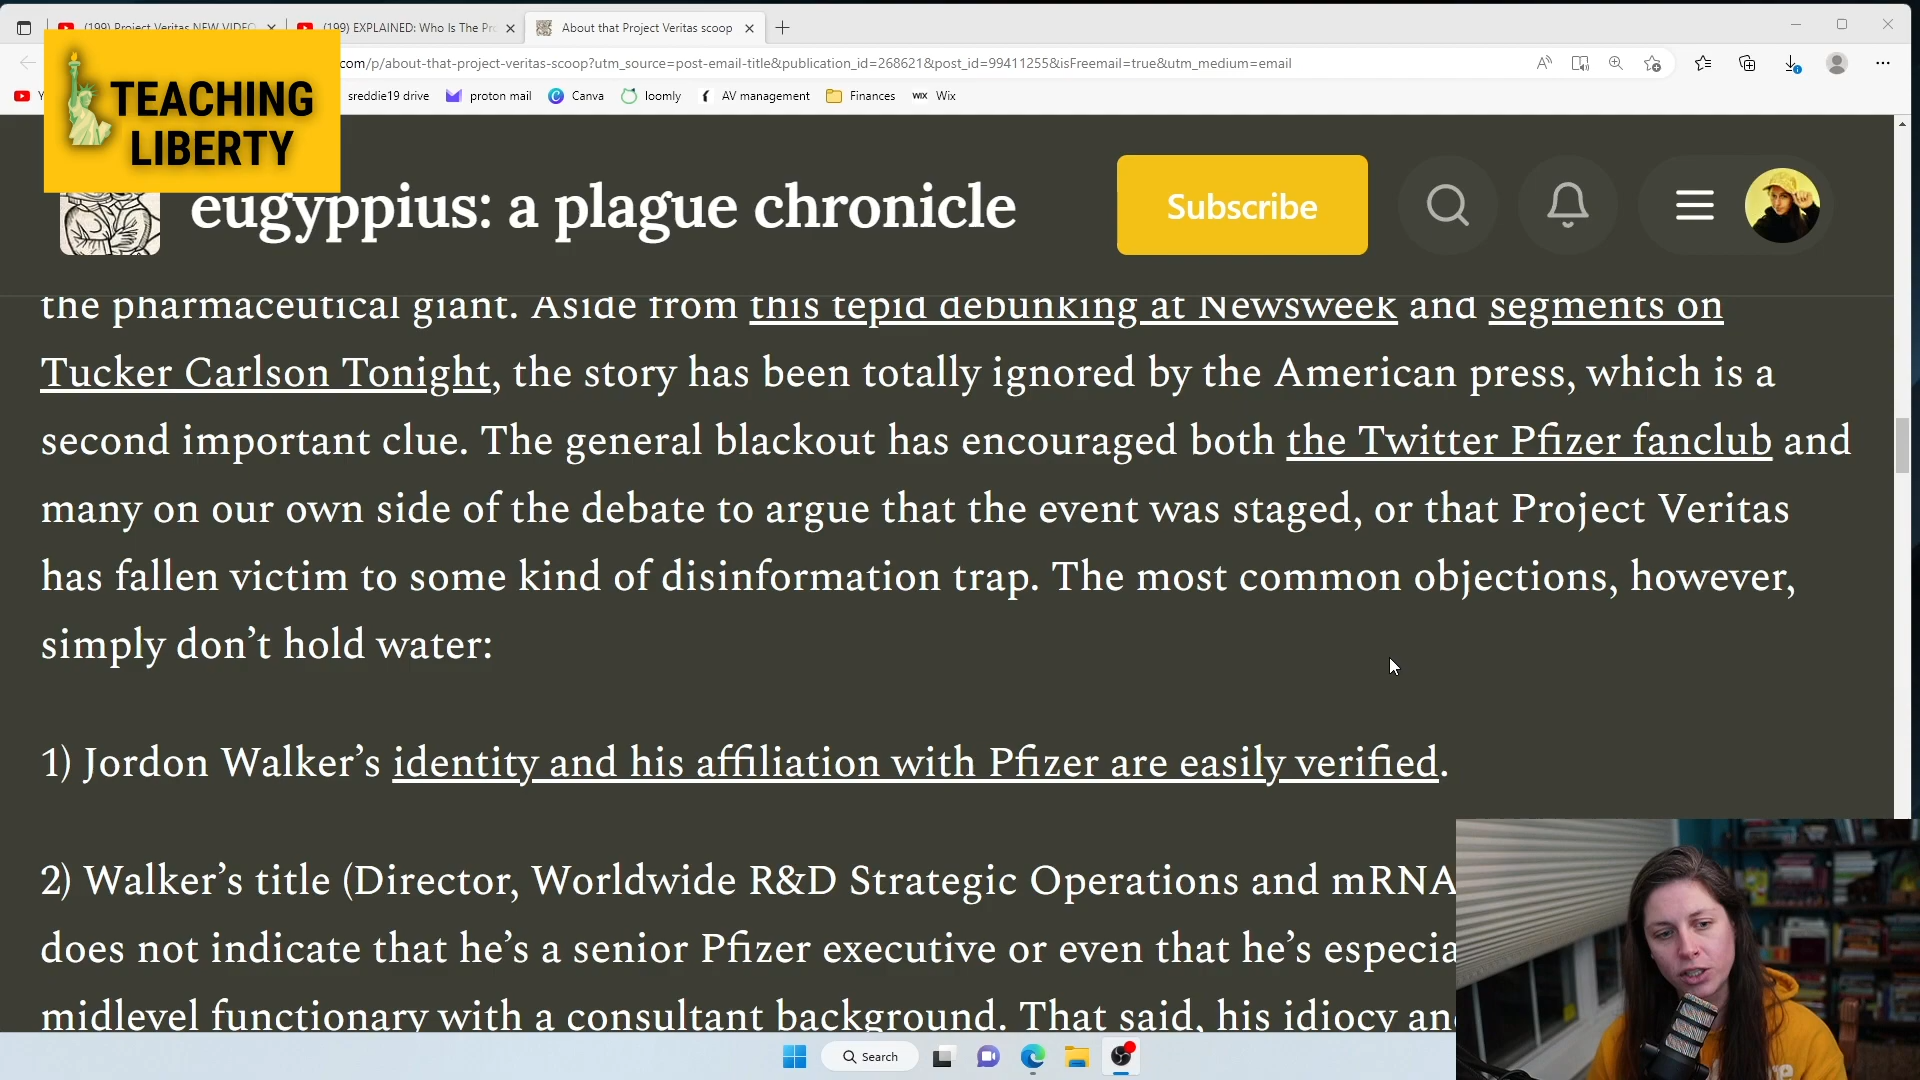 (199) Project Veritas NEW VIDEO
(199) EXPLAINED: Who Is The Pr
About that Project Veritas scoop
com/p/about-that-project-veritas-scoop?utm_source=post-email-title&publication_id=268621&post_id=99411255&isFreemail=true&utm_medium=email
Y
sreddie19 drive
proton mail
Canva
loomly
AV management
Finances
WIX Wix
TEACHING
LIBERTY
eugyppius: a plague chronicle
Subscribe
the pharmaceutical giant. Aside from this tepid debunking at Newsweek and segments on
Tucker Carlson Tonight, the story has been totally ignored by the American press, which is a
second important clue. The general blackout has encouraged both the Twitter Pfizer fanclub and
many on our own side of the debate to argue that the event was staged, or that Project Veritas
has fallen victim to some kind of disinformation trap. The most common objections, however,
simply don’t hold water:
1) Jordon Walker’s identity and his affiliation with Pfizer are easily verified.
2) Walker’s title (Director, Worldwide R&D Strategic Operations and mRNA
does not indicate that he’s a senior Pfizer executive or even that he’s especia
midlevel functionary with a consultant background. That said, his idiocy an
Search